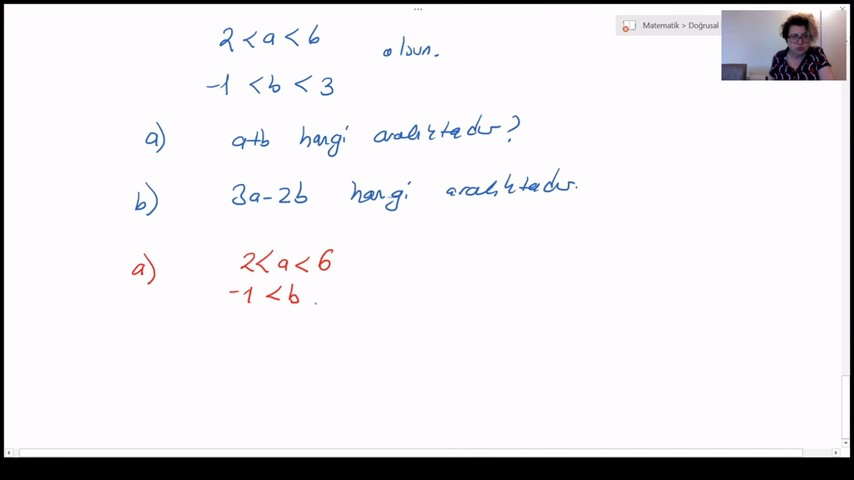 2 < a < 6
olsun.
Matematik > Doğrusal
-1 < b < 3
a) a+b hangi aralıktadır?
b) 3a-2b hangi aralıktadır.
a) 2 < a < 6
-1 < b